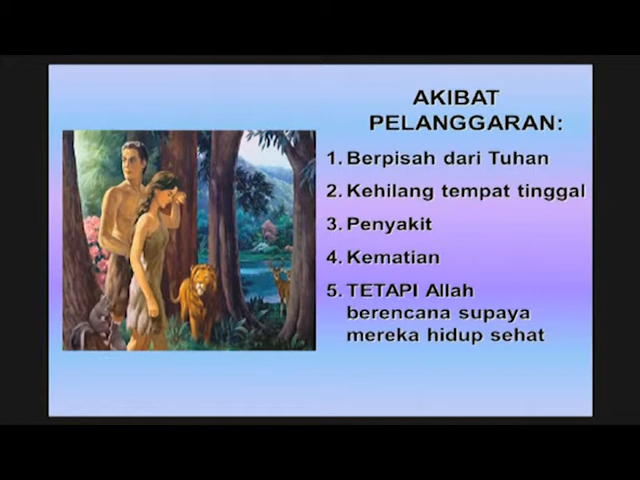 AKIBAT
PELANGGARAN:
1. Berpisah dari Tuhan
2. Kehilang tempat tinggal
3. Penyakit
4. Kematian
5. TETAPI Allah
berencana supaya
mereka hidup sehat